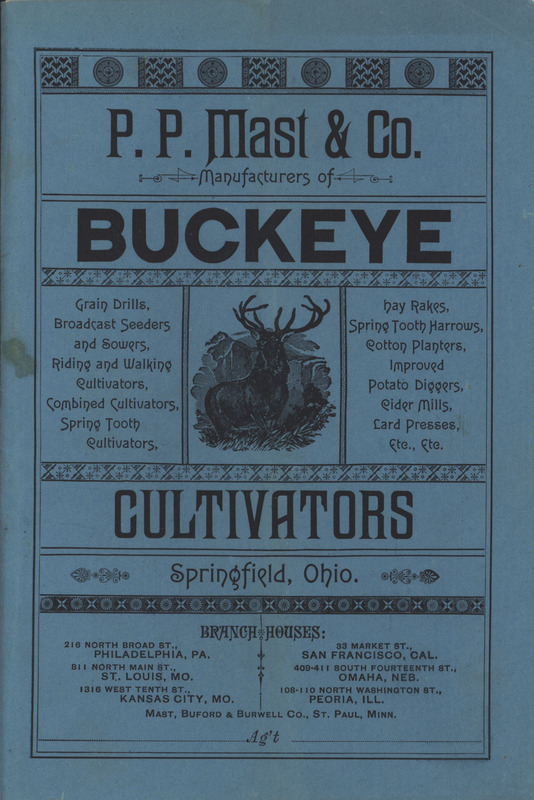 P. P. Mast & Co.
Manufacturers of
BUCKEYE
Grain Drills,
Broadcast Seeders
and Sowers,
Riding and Walking
Cultivators,
Combined Cultivators,
Spring Tooth
Cultivators,
Hay Rakes,
Spring Tooth Harrows,
Cotton Planters,
Improved
Potato Diggers,
Cider Mills,
Lard Presses,
Etc., Etc.
CULTIVATORS
Springfield, Ohio.
BRANCH HOUSES:
216 NORTH BROAD ST.,
PHILADELPHIA, PA.
811 NORTH MAIN ST.,
ST. LOUIS, MO.
1316 WEST TENTH ST.,
KANSAS CITY, MO.
33 MARKET ST.,
SAN FRANCISCO, CAL.
409-411 SOUTH FOURTEENTH ST.,
OMAHA, NEB.
108-110 NORTH WASHINGTON ST.,
PEORIA, ILL.
MAST, BUFORD & BURWELL CO., ST. PAUL, MINN.
Ag't